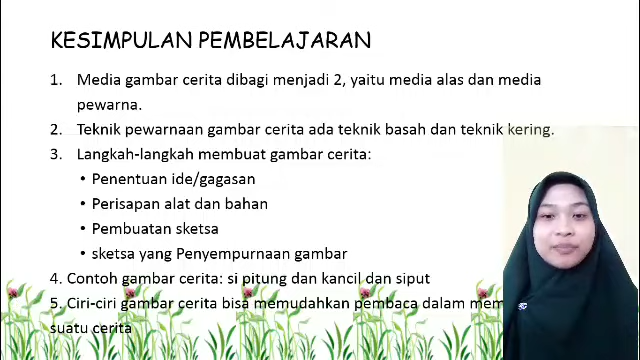 KESIMPULAN PEMBELAJARAN
1. Media gambar cerita dibagi menjadi 2, yaitu media alas dan media
pewarna.
2. Teknik pewarnaan gambar cerita ada teknik basah dan teknik kering.
3. Langkah-langkah membuat gambar cerita:
• Penentuan ide/gagasan
• Perisapan alat dan bahan
• Pembuatan sketsa
• sketsa yang Penyempurnaan gambar
4. Contoh gambar cerita: si pitung dan kancil dan siput
5. Ciri-ciri gambar cerita bisa memudahkan pembaca dalam
suatu cerita